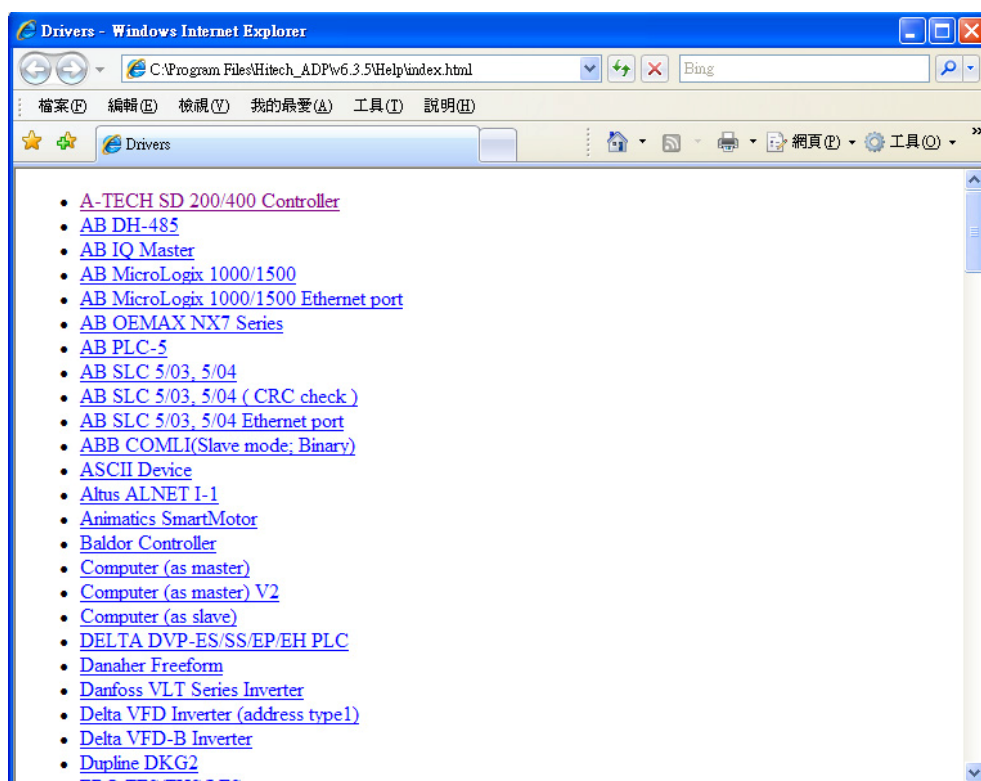 Drivers - Windows Internet Explorer
C:\Program Files\Hitech_ADP\v6.3.5\Help\index.html
Bing
檔案(F) 編輯(E) 檢視(V) 我的最愛(A) 工具(T) 說明(H)
Drivers
網頁(P)
工具(O)
»
A-TECH SD 200/400 Controller
AB DH-485
AB IQ Master
AB MicroLogix 1000/1500
AB MicroLogix 1000/1500 Ethernet port
AB OEMAX NX7 Series
AB PLC-5
AB SLC 5/03, 5/04
AB SLC 5/03, 5/04 ( CRC check )
AB SLC 5/03, 5/04 Ethernet port
ABB COMLI(Slave mode; Binary)
ASCII Device
Altus ALNET I-1
Animatics SmartMotor
Baldor Controller
Computer (as master)
Computer (as master) V2
Computer (as slave)
DELTA DVP-ES/SS/EP/EH PLC
Danaher Freeform
Danfoss VLT Series Inverter
Delta VFD Inverter (address type1)
Delta VFD-B Inverter
Dupline DKG2